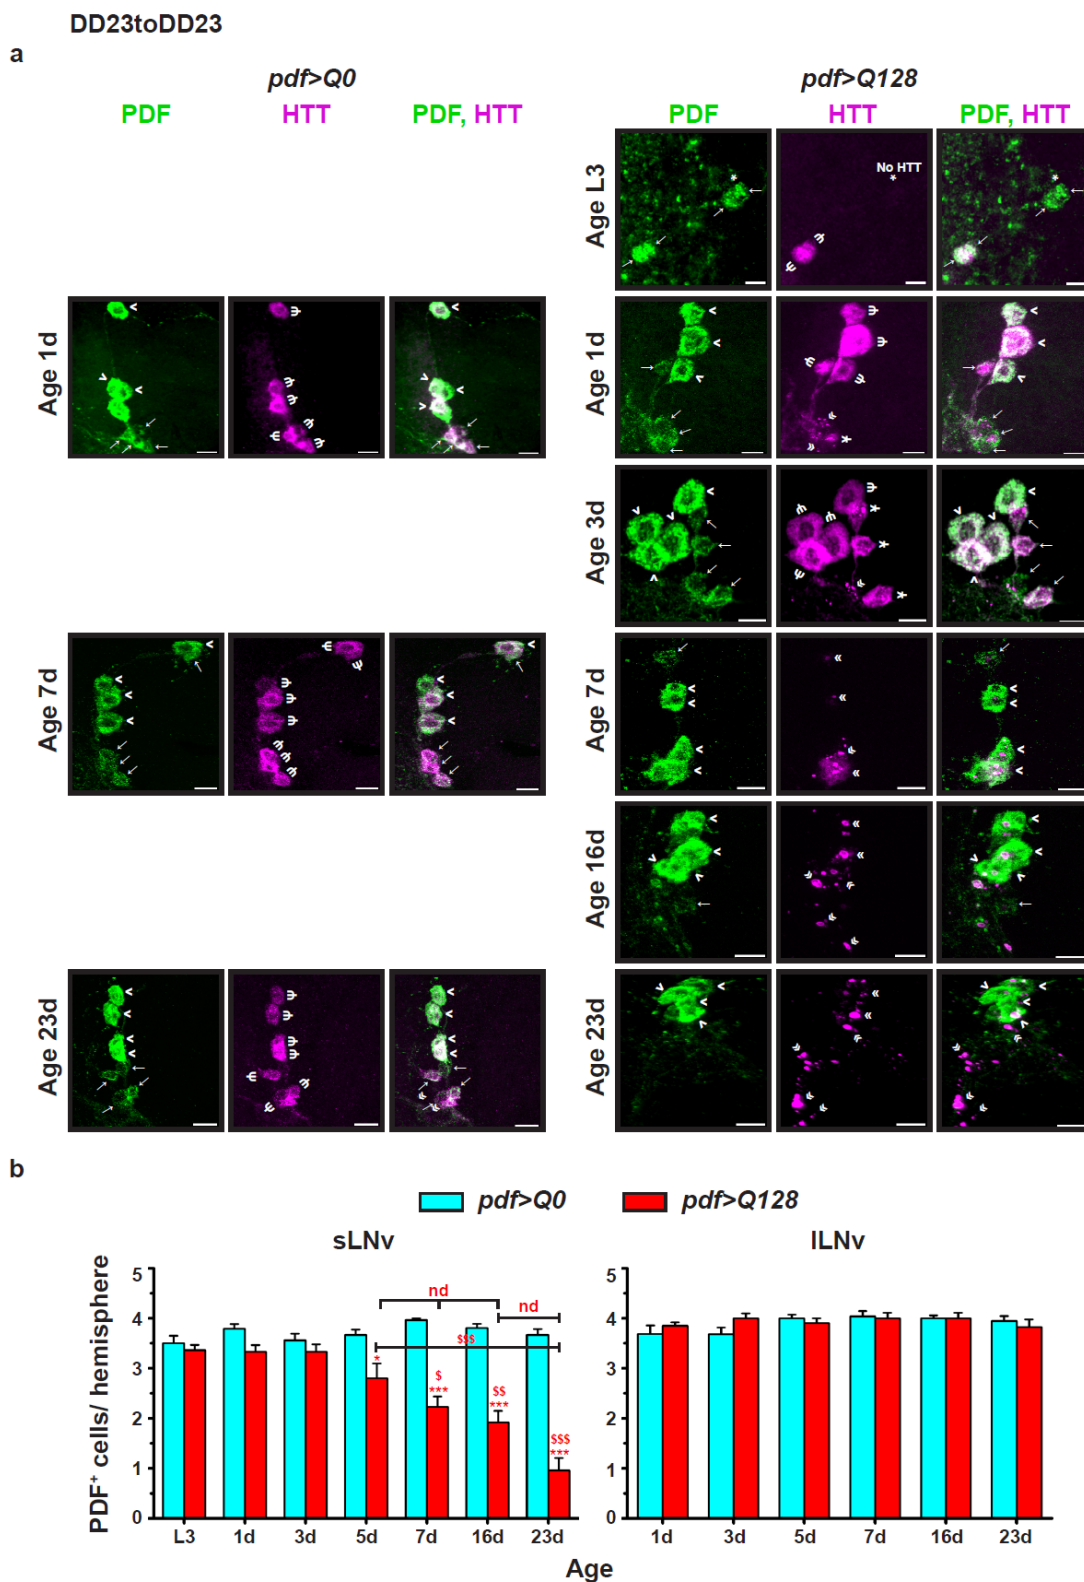 DD23toDD23
a
pdf>Q0
pdf>Q128
PDF
HTT
PDF, HTT
PDF
HTT
PDF, HTT
Age L3
No HTT
*
*
*
Age 1d
Age 1d
Age 3d
Age 7d
Age 7d
Age 16d
Age 23d
Age 23d
b
pdf>Q0
pdf>Q128
sLNv
lLNv
PDF+ cells/ hemisphere
5
4
3
2
1
0
nd
nd
$$$
*
$
***
$$
***
$$$
***
L3 1d 3d 5d 7d 16d 23d
5
4
3
2
1
0
1d 3d 5d 7d 16d 23d
Age